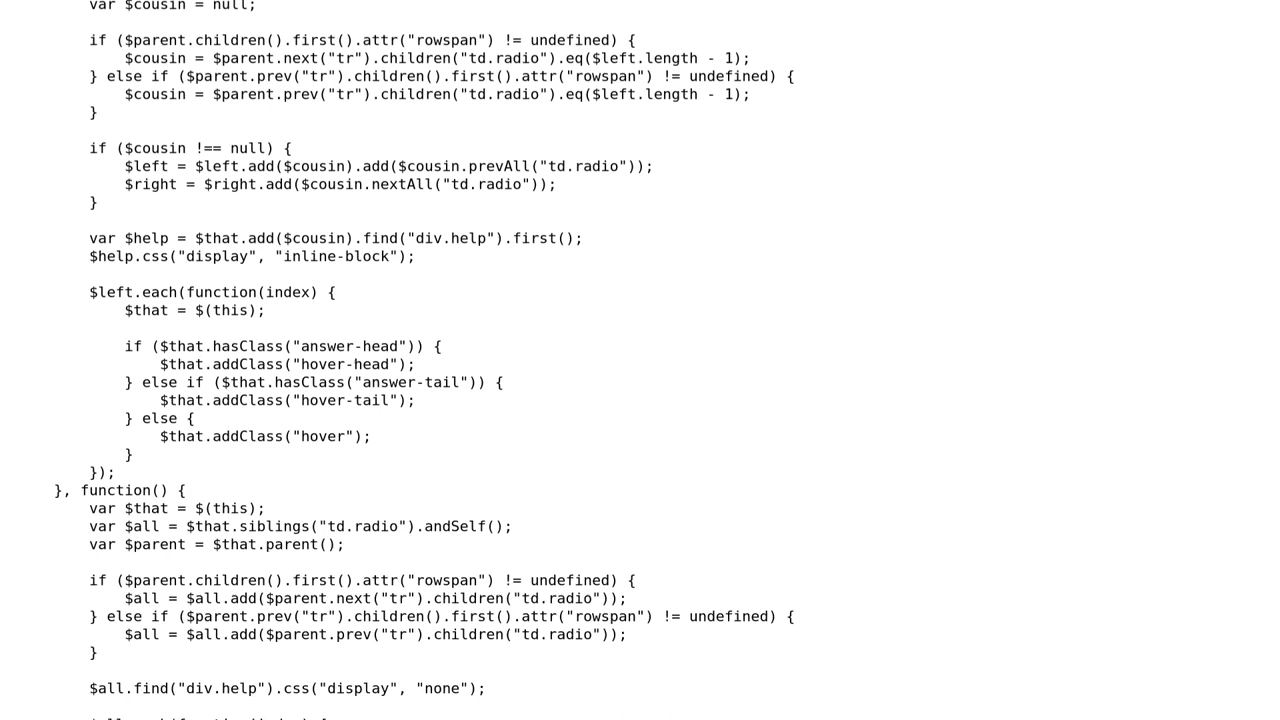 var $cousin = null;
if ($parent.children().first().attr("rowspan") != undefined) {
$cousin = $parent.next("tr").children("td.radio").eq($left.length - 1);
} else if ($parent.prev("tr").children().first().attr("rowspan") != undefined) {
$cousin = $parent.prev("tr").children("td.radio").eq($left.length - 1);
}
if ($cousin !== null) {
$left = $left.add($cousin).add($cousin.prevAll("td.radio"));
$right = $right.add($cousin.nextAll("td.radio"));
}
var $help = $that.add($cousin).find("div.help").first();
$help.css("display", "inline-block");
$left.each(function(index) {
$that = $(this);
if ($that.hasClass("answer-head")) {
$that.addClass("hover-head");
} else if ($that.hasClass("answer-tail")) {
$that.addClass("hover-tail");
} else {
$that.addClass("hover");
}
});
}, function() {
var $that = $(this);
var $all = $that.siblings("td.radio").andSelf();
var $parent = $that.parent();
if ($parent.children().first().attr("rowspan") != undefined) {
$all = $all.add($parent.next("tr").children("td.radio"));
} else if ($parent.prev("tr").children().first().attr("rowspan") != undefined) {
$all = $all.add($parent.prev("tr").children("td.radio"));
}
$all.find("div.help").css("display", "none");